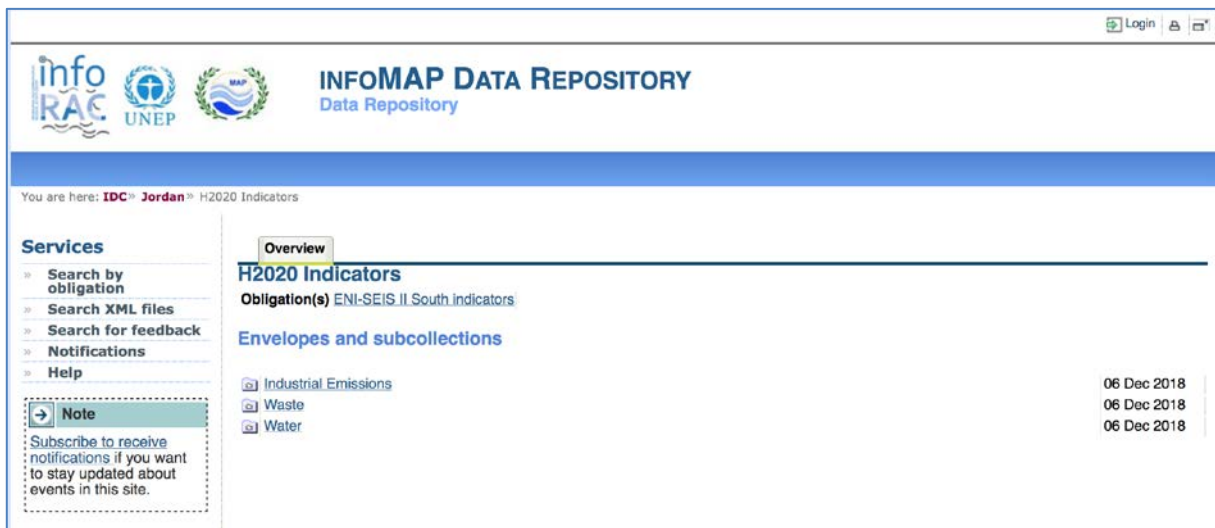 Login
info
RAC
UNEP
MAP
INFOMAP DATA REPOSITORY
Data Repository
You are here: IDC» Jordan» H2020 Indicators
Services
» Search by
obligation
» Search XML files
» Search for feedback
» Notifications
» Help
Note
Subscribe to receive
notifications if you want
to stay updated about
events in this site.
Overview
H2020 Indicators
Obligation(s) ENI-SEIS II South indicators
Envelopes and subcollections
Industrial Emissions 06 Dec 2018
Waste 06 Dec 2018
Water 06 Dec 2018